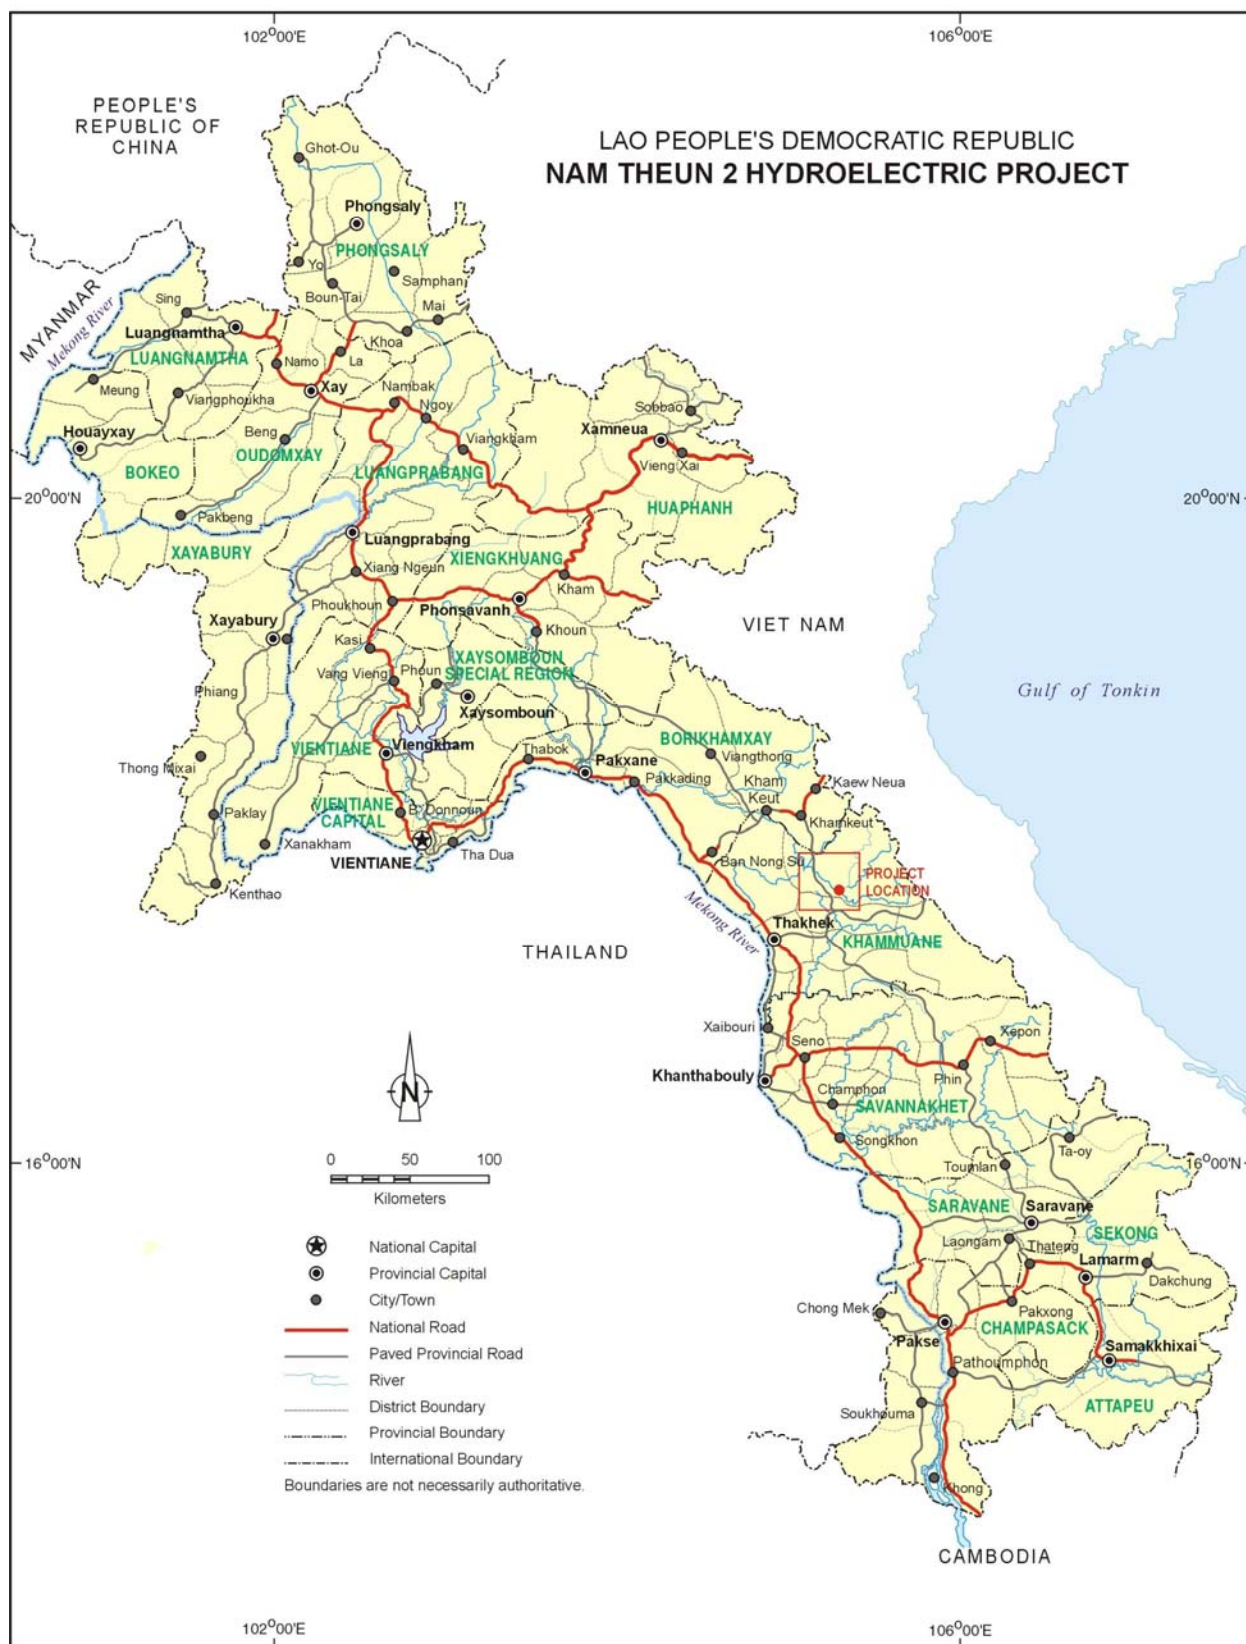 102°00'E
106°00'E
PEOPLE'S
REPUBLIC OF
CHINA
LAO PEOPLE'S DEMOCRATIC REPUBLIC
NAM THEUN 2 HYDROELECTRIC PROJECT
Ghot-Ou
Phongsaly
PHONGSALY
Yo
Samphan
Boun-Tai
MYANMAR
Mekong River
Sing
Mai
Luangnamtha
Khoa
LUANGNAMTHA
Namo
La
Meung
Viangphoukha
Xay
Nambak
Ngoy
Sobbao
Houayxay
Beng
Viangkham
Xamneua
BOKEO
OUDOMXAY
LUANGPRABANG
Vieng Xai
20°00'N
20°00'N
HUAPHANH
Pakbeng
Luangprabang
XAYABURY
XIENGKHUANG
Xiang Ngeun
Kham
Phoukhoun
Phonsavanh
Xayabury
VIET NAM
Khoun
Kasi
XAYSOMBOUN
SPECIAL REGION
Vang Vieng
Phoun
Phiang
Gulf of Tonkin
Xaysomboun
VIENTIANE
Viengkham
BORIKHAMXAY
Thabok
Pakxane
Viangthong
Thong Mixai
Pakkading
Kham
Keut
Kaew Neua
Paklay
VIENTIANE
CAPITAL
B. Donnoun
Khamkeut
Xanakham
VIENTIANE
Tha Dua
Ban Nong Su
PROJECT
LOCATION
Kenthao
Mekong River
Thakhek
THAILAND
KHAMMUANE
Xaibouri
Xepon
Seno
Khanthabouly
Phin
Champhon
SAVANNAKHET
N
Songkhon
Ta-oy
0 50 100
Kilometers
16°00'N
Toumlan
16°00'N
SARAVANE
Saravane
SEKONG
National Capital
Laongam
Thateng
Provincial Capital
Lamarm
Dakchung
City/Town
Chong Mek
Pakxong
National Road
CHAMPASACK
Pakse
Samakkhixai
Paved Provincial Road
Pathoumphon
River
District Boundary
Soukhouma
ATTAPEU
Provincial Boundary
International Boundary
Boundaries are not necessarily authoritative.
Khong
CAMBODIA
102°00'E
106°00'E